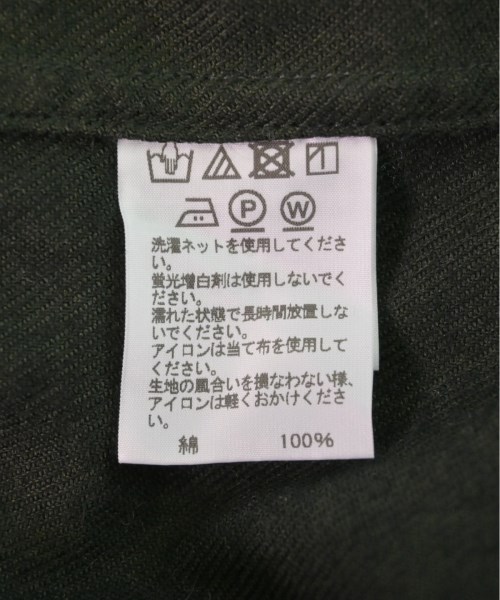 P W
洗濯ネットを使用してくださ
い。
蛍光増白剤は使用しないでく
ださい。
濡れた状態で長時間放置しな
いでください。
アイロンは当て布を使用して
ください。
生地の風合いを損なわない様、
アイロンは軽くおかけくださ
い。
綿 100%